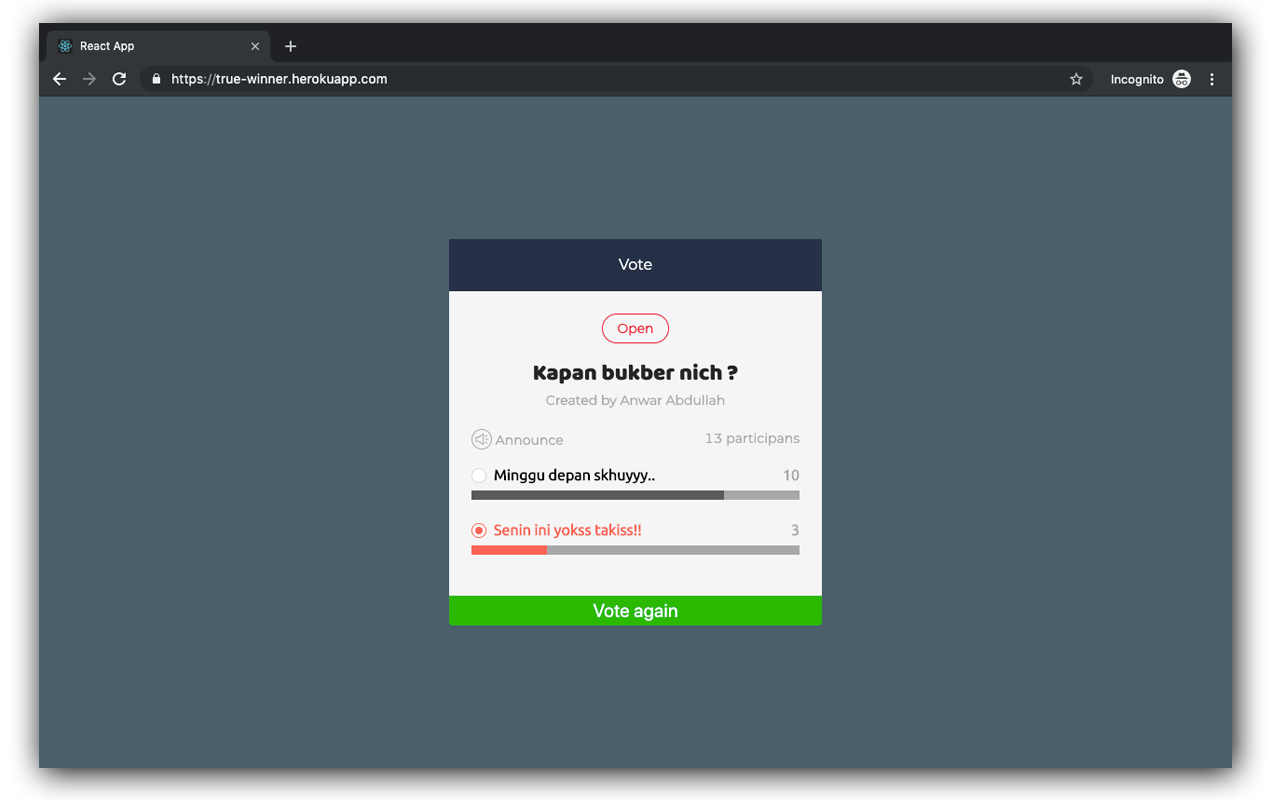 React App
https://true-winner.herokuapp.com
Incognito
Vote
Open
Kapan bukber nich ?
Created by Anwar Abdullah
Announce
13 participans
Minggu depan skhuyyy..
10
Senin ini yokss takiss!!
3
Vote again